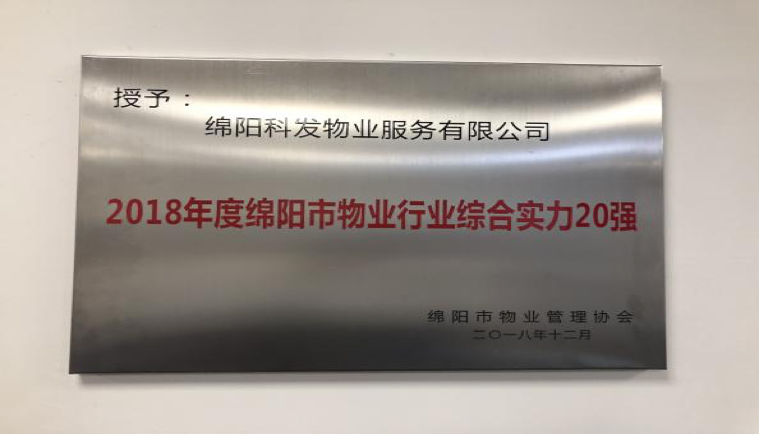 授予：
绵阳科发物业服务有限公司
2018年度绵阳市物业行业综合实力20强
绵阳市物业管理协会
二〇一八年十二月